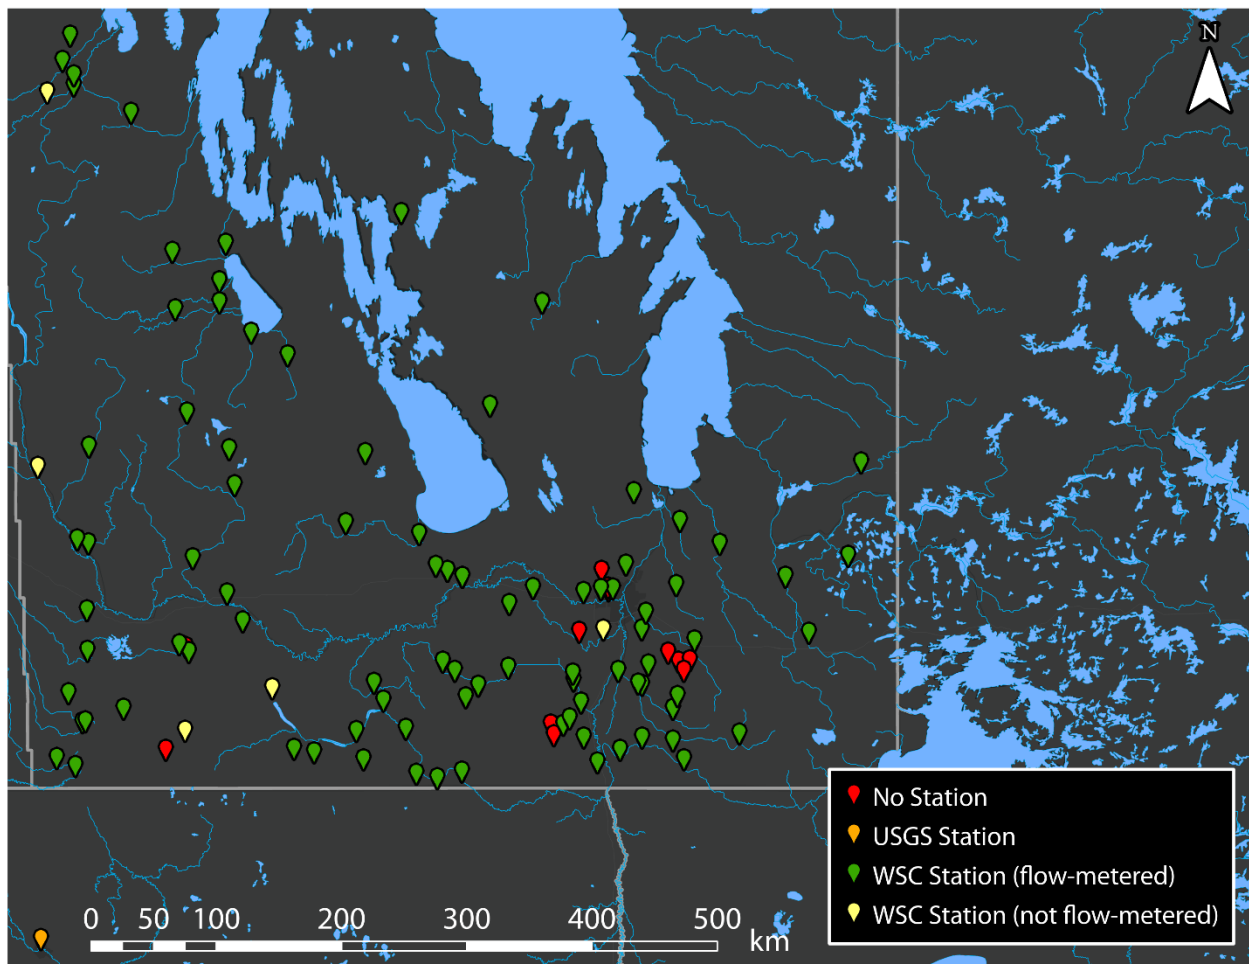 N
No Station
USGS Station
WSC Station (flow-metered)
WSC Station (not flow-metered)
0 50 100 200 300 400 500
km